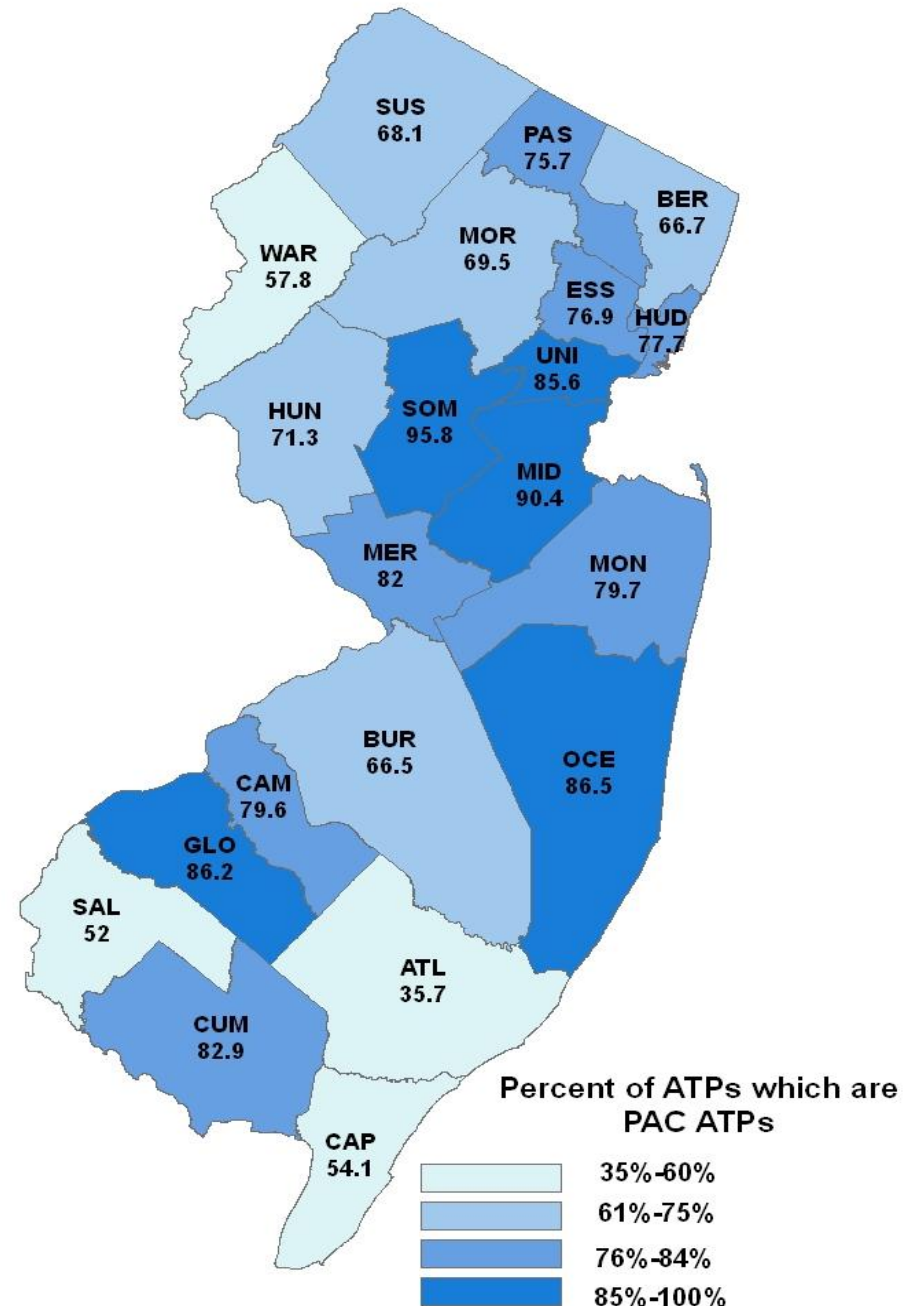 SUS
68.1
PAS
75.7
BER
66.7
MOR
69.5
WAR
57.8
ESS
76.9
HUD
77.7
UNI
85.6
HUN
71.3
SOM
95.8
MID
90.4
MER
82
MON
79.7
BUR
66.5
OCE
86.5
CAM
79.6
GLO
86.2
SAL
52
ATL
35.7
CUM
82.9
CAP
54.1
Percent of ATPs which are
PAC ATPs
35%-60%
61%-75%
76%-84%
85%-100%